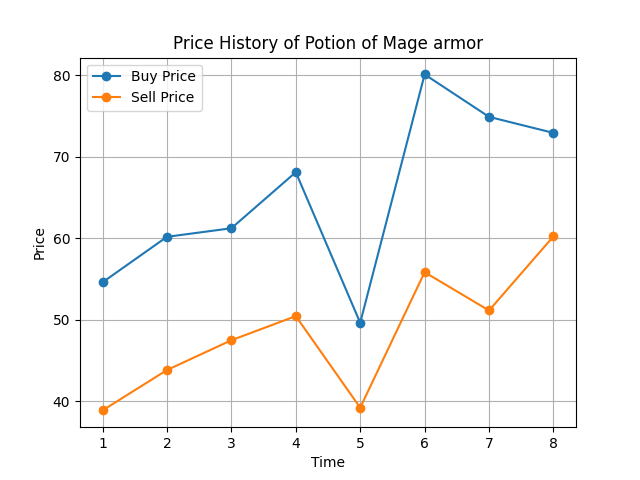 Price History of Potion of Mage armor
Buy Price
Sell Price
80
70
60
50
40
Price
1 2 3 4 5 6 7 8
Time